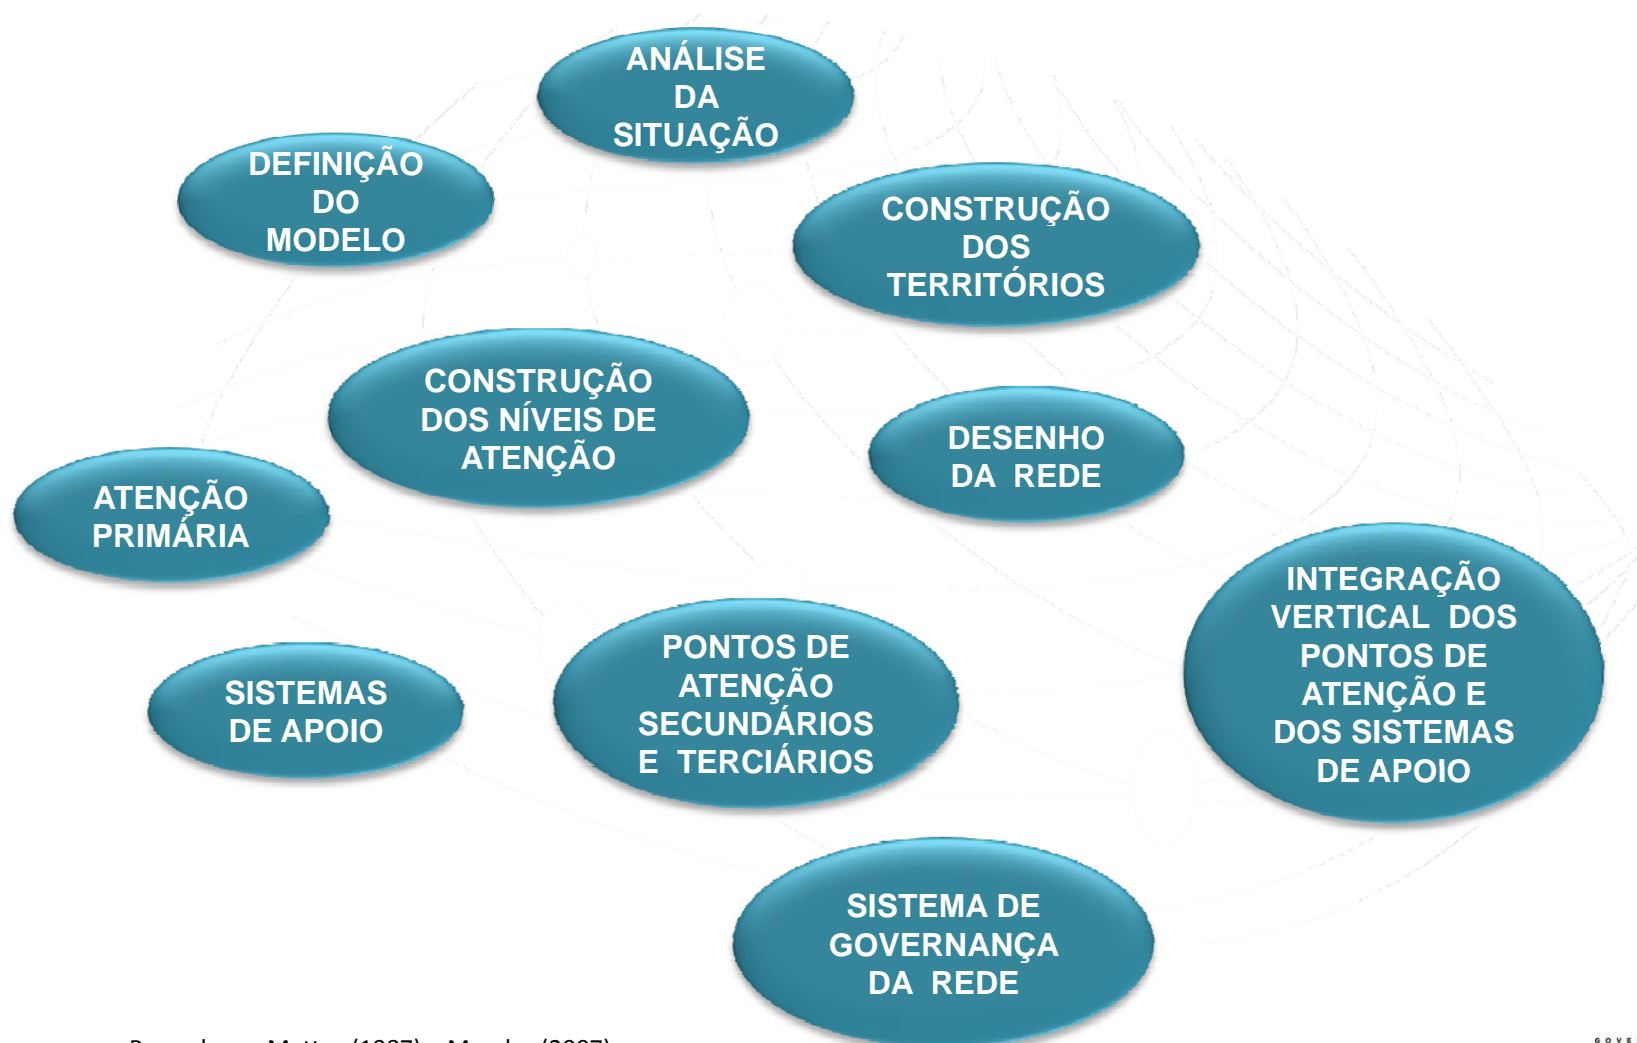 ANÁLISE
DA
SITUAÇÃO
DEFINIÇÃO
DO
MODELO
CONSTRUÇÃO
DOS
TERRITÓRIOS
CONSTRUÇÃO
DOS NÍVEIS DE
ATENÇÃO
DESENHO
DA REDE
ATENÇÃO
PRIMÁRIA
INTEGRAÇÃO
VERTICAL DOS
PONTOS DE
ATENÇÃO E
DOS SISTEMAS
DE APOIO
PONTOS DE
ATENÇÃO
SECUNDÁRIOS
E TERCIÁRIOS
SISTEMAS
DE APOIO
SISTEMA DE
GOVERNANÇA
DA REDE